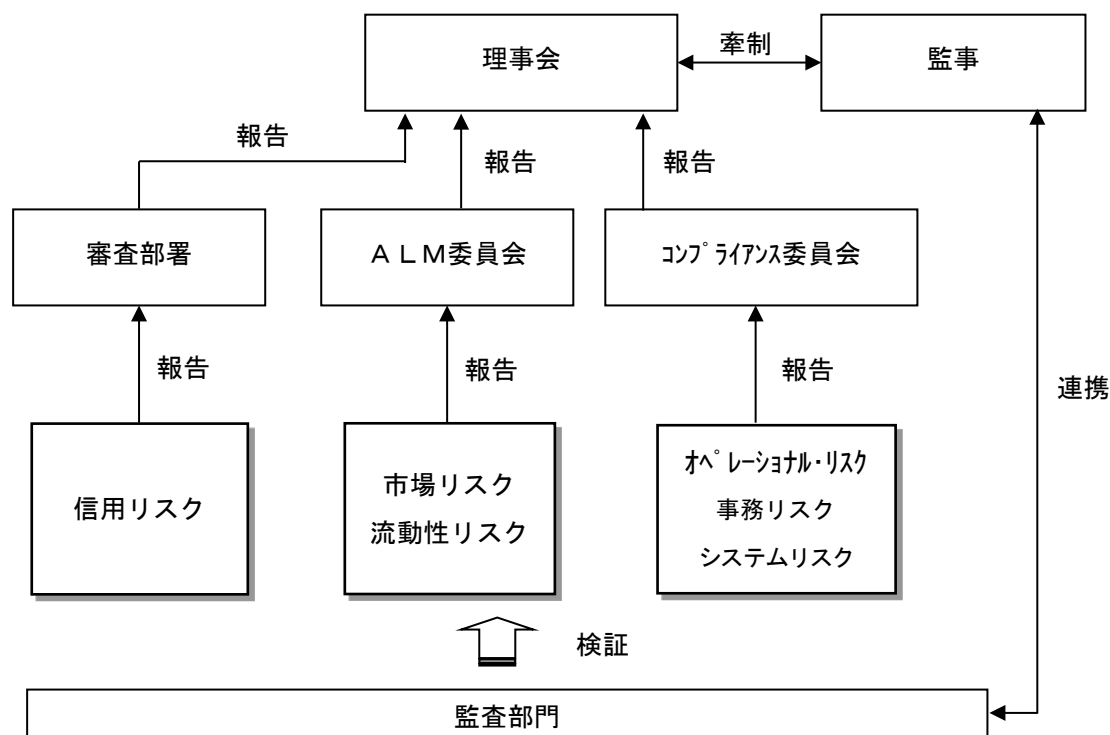 理事会
牽制
監事
報告
報告
報告
審査部署
ＡＬＭ委員会
ｺﾝﾌﾟﾗｲｱﾝｽ委員会
報告
報告
報告
連携
信用リスク
市場リスク
流動性リスク
ｵﾍﾟﾚｰｼｮﾅﾙ･ﾘｽｸ
事務リスク
システムリスク
検証
監査部門